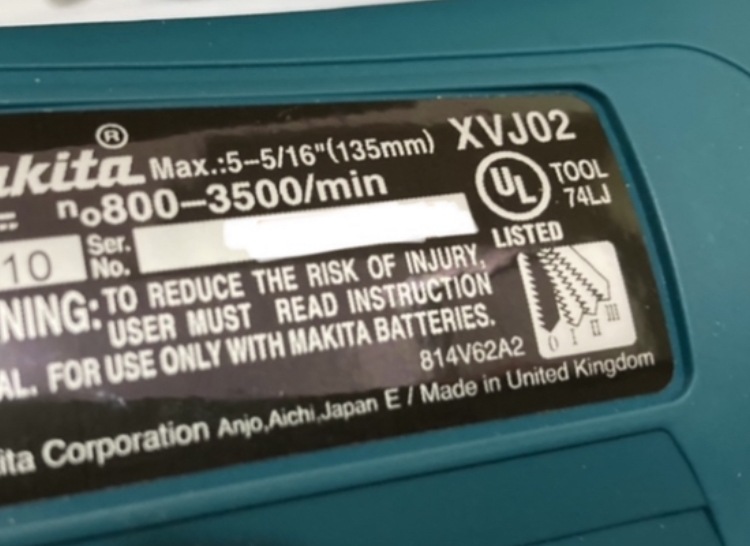 ®
akita Max.:5-5/16"(135mm) XVJ02
n₀800-3500/min
UL TOOL
74LJ
LISTED
10 Ser.
No.
NING: TO REDUCE THE RISK OF INJURY,
USER MUST READ INSTRUCTION
AL. FOR USE ONLY WITH MAKITA BATTERIES.
0 I II III
814V62A2
ita Corporation Anjo,Aichi,Japan E / Made in United Kingdom